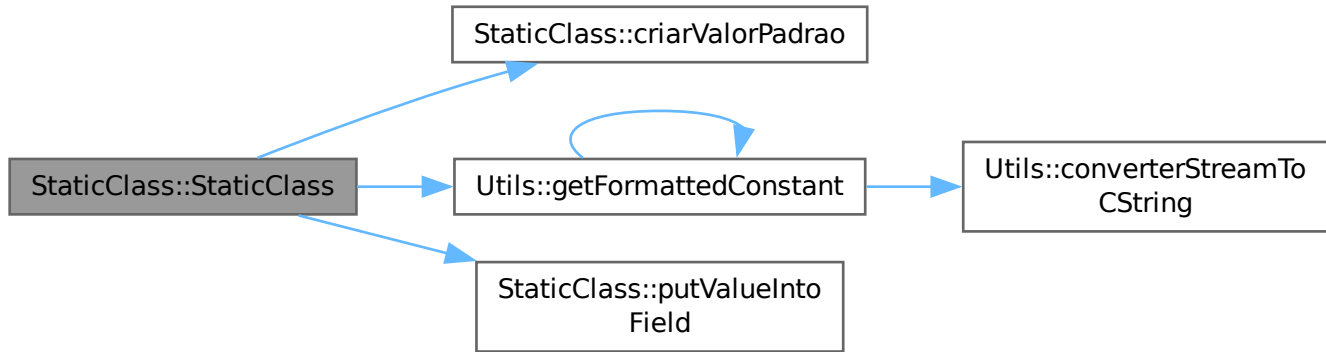 StaticClass::criarValorPadrao
StaticClass::StaticClass
Utils::getFormattedConstant
Utils::converterStreamTo
CString
StaticClass::putValueInto
Field